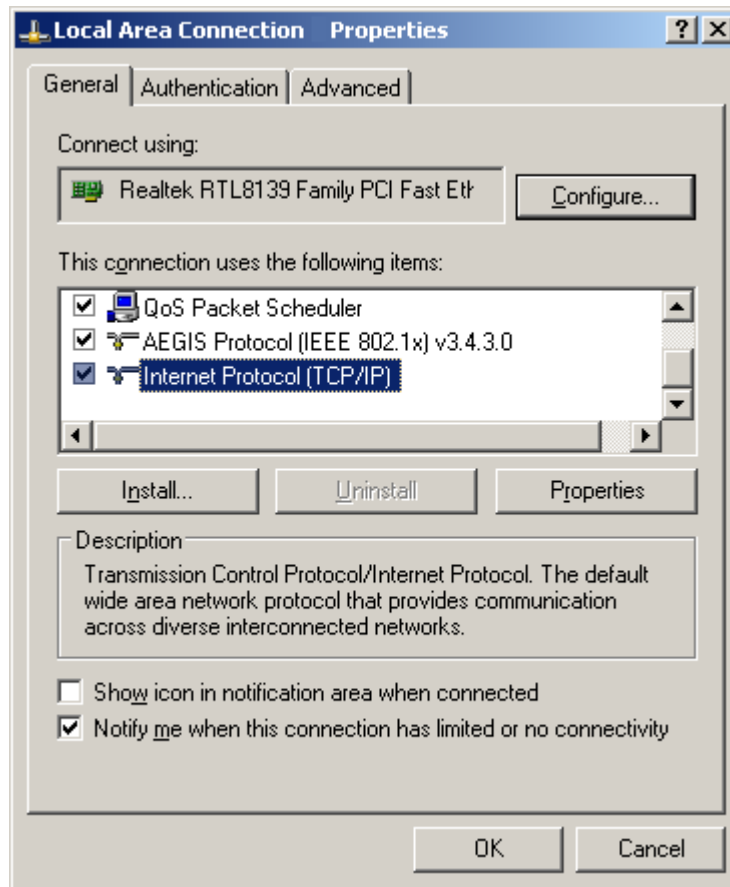 Local Area Connection Properties
General Authentication Advanced
Connect using:
Realtek RTL8139 Family PCI Fast Eth
Configure...
This connection uses the following items:
QoS Packet Scheduler
AEGIS Protocol (IEEE 802.1x) v3.4.3.0
Internet Protocol (TCP/IP)
Install... Uninstall Properties
Description
Transmission Control Protocol/Internet Protocol. The default
wide area network protocol that provides communication
across diverse interconnected networks.
Show icon in notification area when connected
Notify me when this connection has limited or no connectivity
OK Cancel